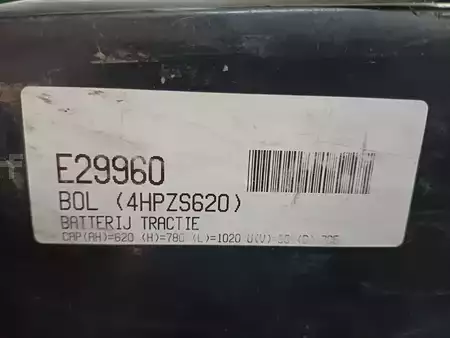 E29960
BOL (4HPZS620)
BATTERIJ TRACTIE
CAP(AH)=620 (H)=780 (L)=1020 U(V)